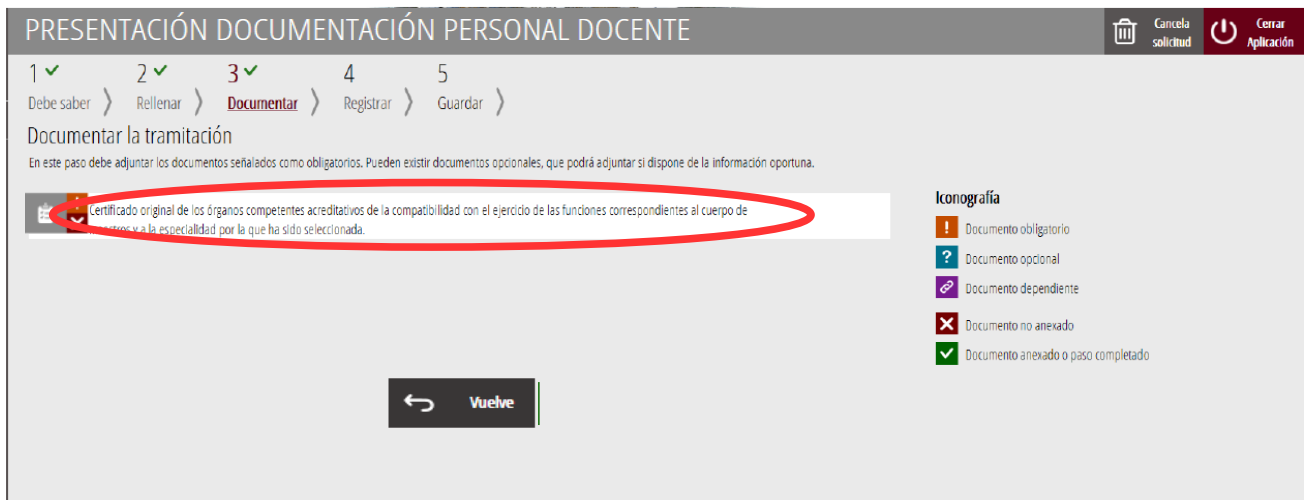 PRESENTACIÓN DOCUMENTACIÓN PERSONAL DOCENTE
Cancela
solicitud
Cerrar
Aplicación
1 2 3 4 5
Debe saber Rellenar Documentar Registrar Guardar
Documentar la tramitación
En este paso debe adjuntar los documentos señalados como obligatorios. Pueden existir documentos opcionales, que podrá adjuntar si dispone de la información oportuna.
Certificado original de los órganos competentes acreditativos de la compatibilidad con el ejercicio de las funciones correspondientes al cuerpo de
maestros y a la especialidad por la que ha sido seleccionada.
Iconografía
! Documento obligatorio
? Documento opcional
Documento dependiente
Documento no anexado
Documento anexado o paso completado
Vuelve